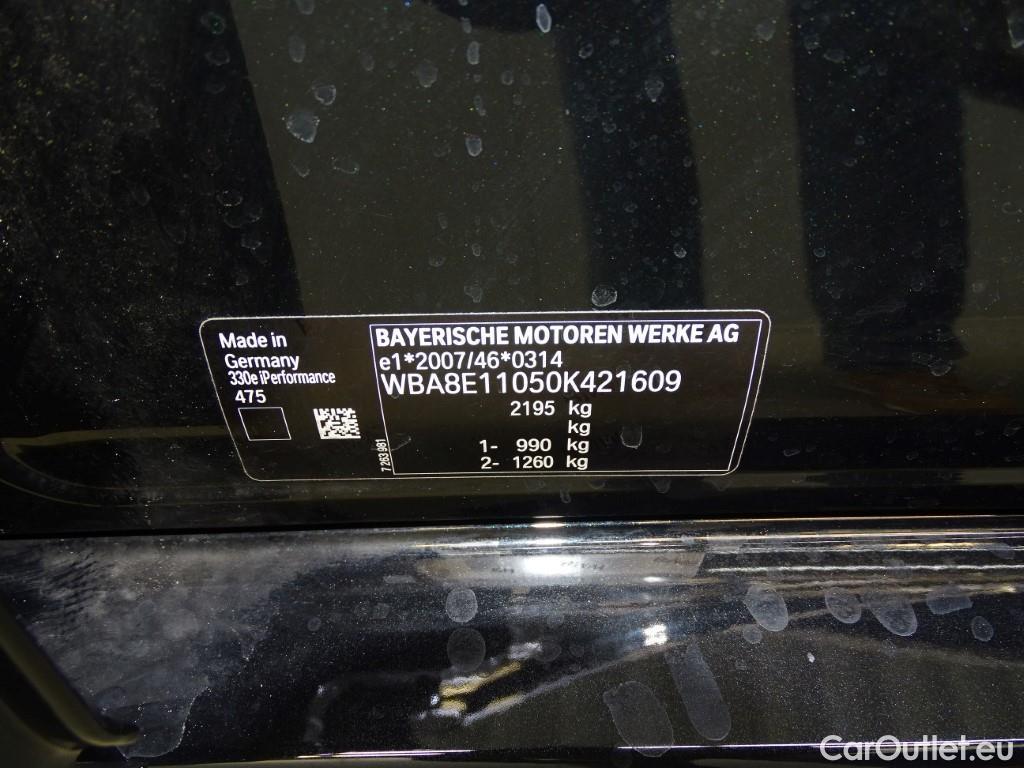 Made in
Germany
330e iPerformance
475
7 263 981
BAYERISCHE MOTOREN WERKE AG
e1*2007/46*0314
WBA8E11050K421609
2195 kg
kg
1- 990 kg
2- 1260 kg
CarOutlet.eu